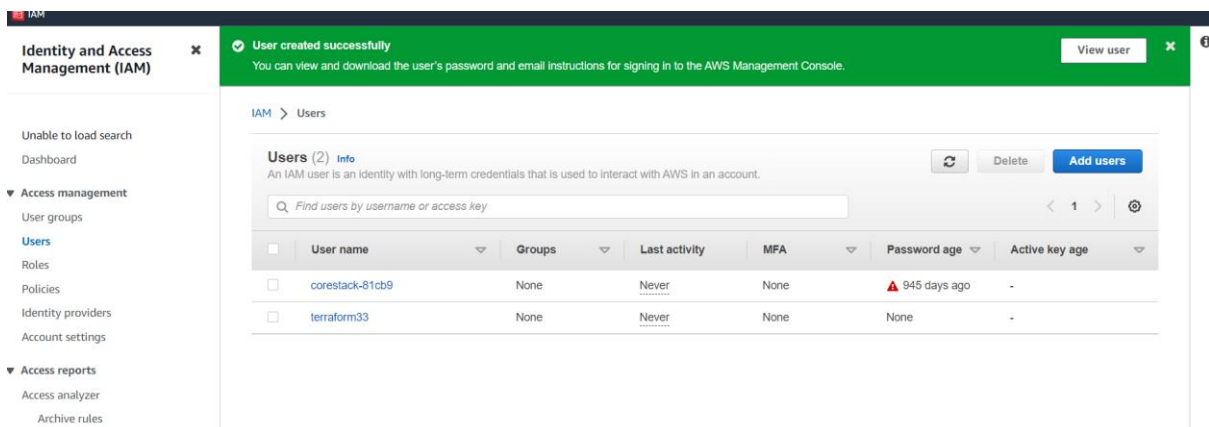 IAM
Identity and Access
Management (IAM)
Unable to load search
Dashboard
Access management
User groups
Users
Roles
Policies
Identity providers
Account settings
Access reports
Access analyzer
Archive rules
User created successfully
You can view and download the user's password and email instructions for signing in to the AWS Management Console.
View user
IAM > Users
Users (2) Info
An IAM user is an identity with long-term credentials that is used to interact with AWS in an account.
Delete
Add users
Find users by username or access key
1
User name Groups Last activity MFA Password age Active key age
corestack-81cb9 None Never None 945 days ago -
terraform33 None Never None None -